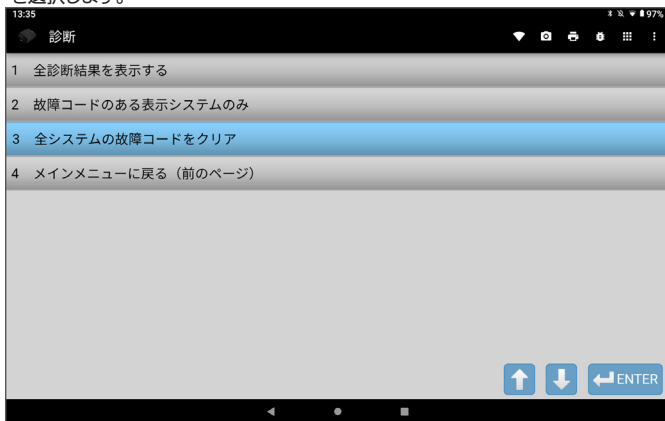 を選択します。
13:35
97%
診断
1 全診断結果を表示する
2 故障コードのある表示システムのみ
3 全システムの故障コードをクリア
4 メインメニューに戻る（前のページ）
ENTER